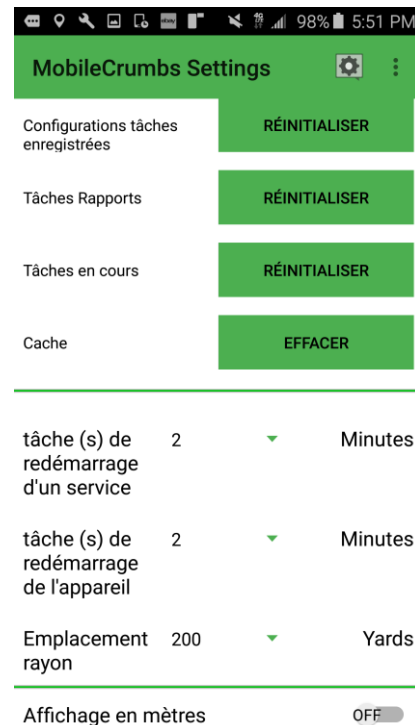 98% 5:51 PM
MobileCrumbs Settings
Configurations tâches RÉINITIALISER
enregistrées
Tâches Rapports RÉINITIALISER
Tâches en cours RÉINITIALISER
Cache EFFACER
tâche (s) de 2 Minutes
redémarrage
d'un service
tâche (s) de 2 Minutes
redémarrage
de l'appareil
Emplacement 200 Yards
rayon
Affichage en mètres OFF